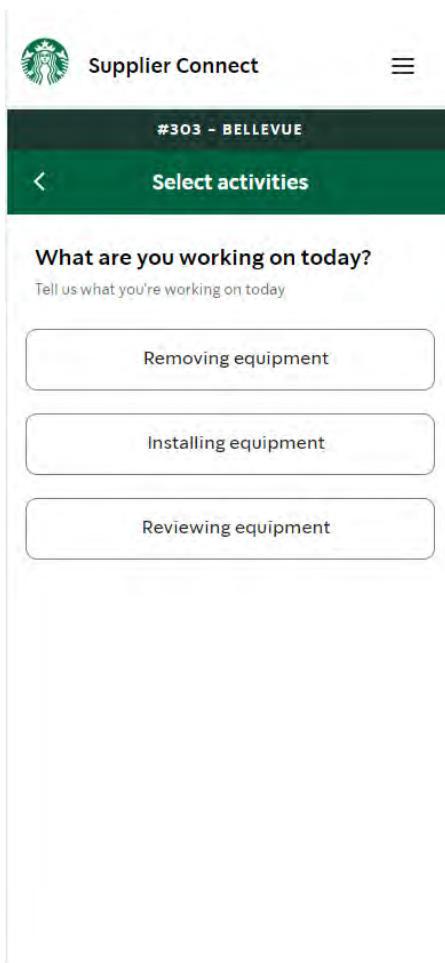 Supplier Connect
#303 - BELLEVUE
Select activities
What are you working on today?
Tell us what you're working on today
Removing equipment
Installing equipment
Reviewing equipment